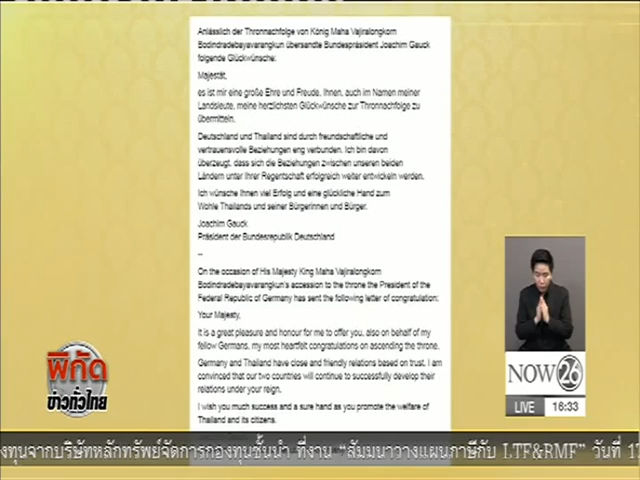 Anlässlich der Thronnachfolge von König Maha Vajiralongkorn
Bodindradebayavarangkun übersandte Bundespräsident Joachim Gauck
folgende Glückwünsche:
Majestät,
es ist mir eine große Ehre und Freude, Ihnen, auch im Namen meiner
Landsleute, meine herzlichsten Glückwünsche zur Thronnachfolge zu
übermitteln.
Deutschland und Thailand sind durch freundschaftliche und
vertrauensvolle Beziehungen eng verbunden. Ich bin davon
überzeugt, dass sich die Beziehungen zwischen unseren beiden
Ländern unter Ihrer Regentschaft erfolgreich weiter entwickeln werden.
Ich wünsche Ihnen viel Erfolg und eine glückliche Hand zum
Wohle Thailands und seiner Bürgerinnen und Bürger.
Joachim Gauck
Präsident der Bundesrepublik Deutschland
--
On the occasion of His Majesty King Maha Vajiralongkorn
Bodindradebayavarangkun's accession to the throne the President of the
Federal Republic of Germany has sent the following letter of congratulation:
Your Majesty,
It is a great pleasure and honour for me to offer you, also on behalf of my
fellow Germans, my most heartfelt congratulations on ascending the throne.
Germany and Thailand have close and friendly relations based on trust. I am
convinced that our two countries will continue to successfully develop their
relations under your reign.
I wish you much success and a sure hand as you promote the welfare of
Thailand and its citizens.
พิกัด
ข่าวทั่วไทย
NOW 26
LIVE 16:33
งทุนจากบริษัทหลักทรัพย์จัดการกองทุนชั้นนำ ที่งาน “สัมมนาวางแผนภาษีกับ LTF&RMF” วันที่